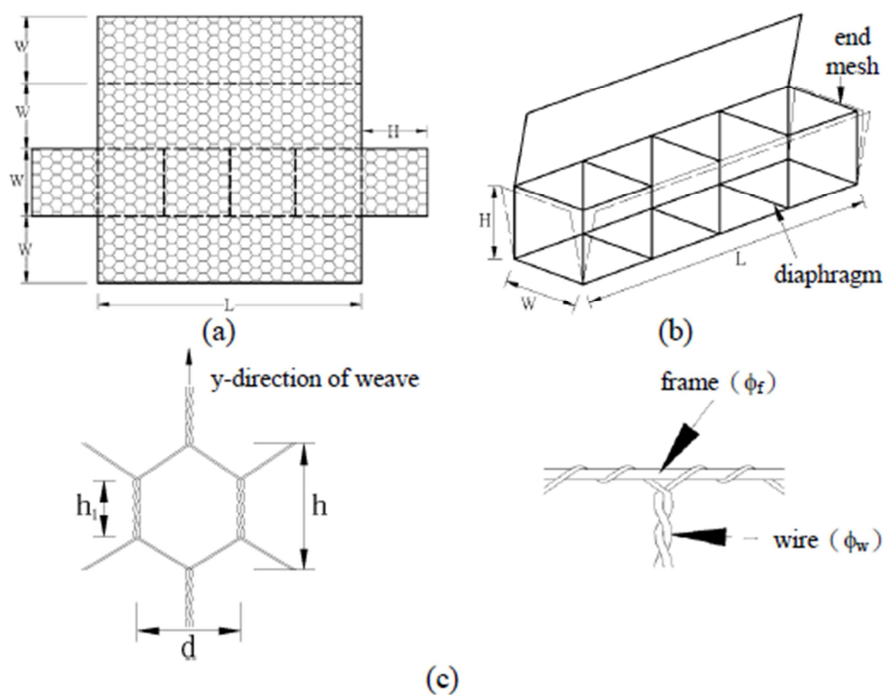 W
W
W
W
H
L
(a)
end
mesh
H
W
L
diaphragm
(b)
y-direction of weave
h₁
h
d
frame (ϕf)
wire (ϕw)
(c)